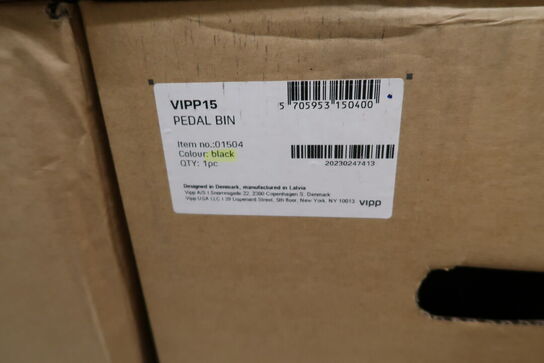 VIPP15
PEDAL BIN
5 705953 150400
Item no.:01504
Colour: black
QTY: 1pc
20230247413
Designed in Denmark, manufactured in Latvia
Vipp A/S I Snorresgade 22, 2300 Copenhagen S. Denmark
Vipp USA LLC I 39 Lispenard Street, 5th floor, New York, NY 10013
VIPP